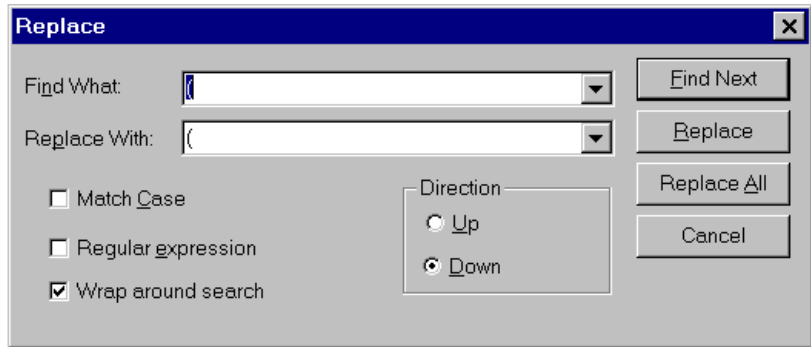 Replace
Find What: (
Find Next
Replace With: (
Replace
Match Case
Direction
Replace All
Up
Regular expression
Cancel
Down
Wrap around search